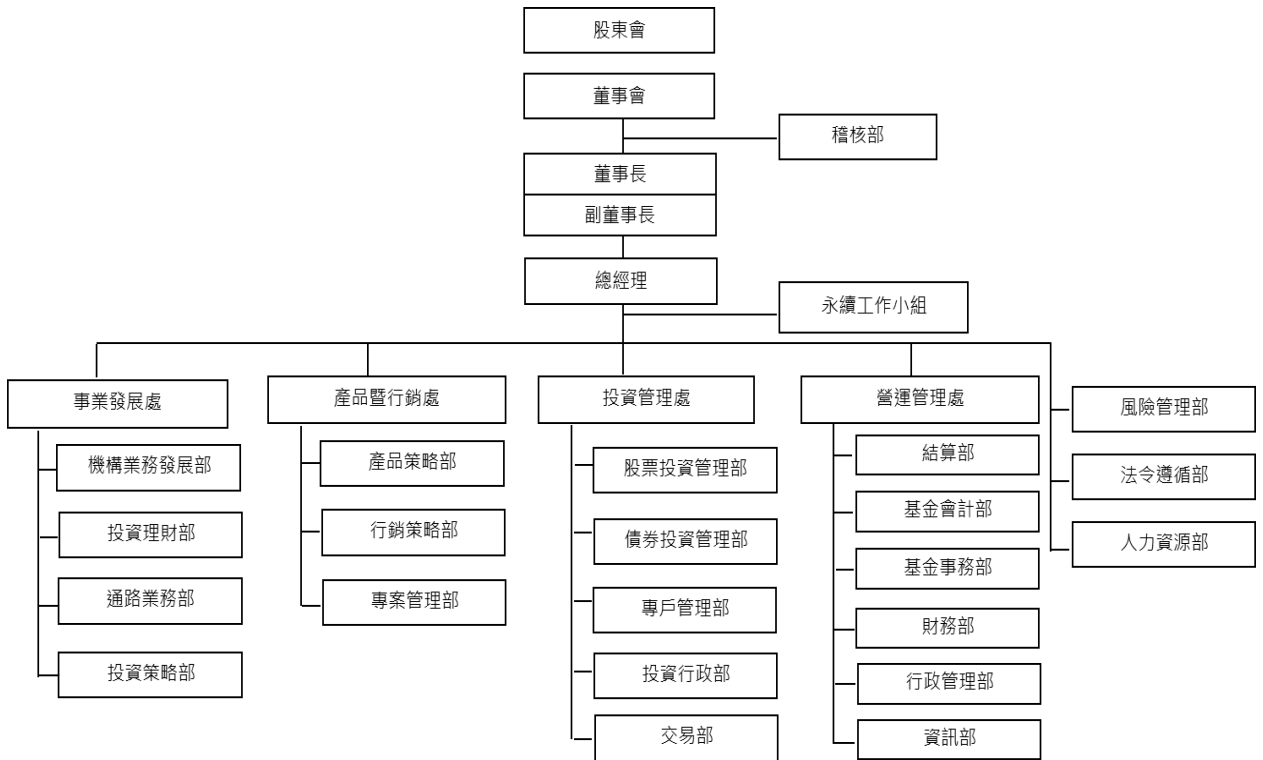 股東會
董事會
稽核部
董事長
副董事長
總經理
永續工作小組
事業發展處
機構業務發展部
投資理財部
通路業務部
投資策略部
產品暨行銷處
產品策略部
行銷策略部
專案管理部
投資管理處
股票投資管理部
債券投資管理部
專戶管理部
投資行政部
交易部
營運管理處
結算部
基金會計部
基金事務部
財務部
行政管理部
資訊部
風險管理部
法令遵循部
人力資源部